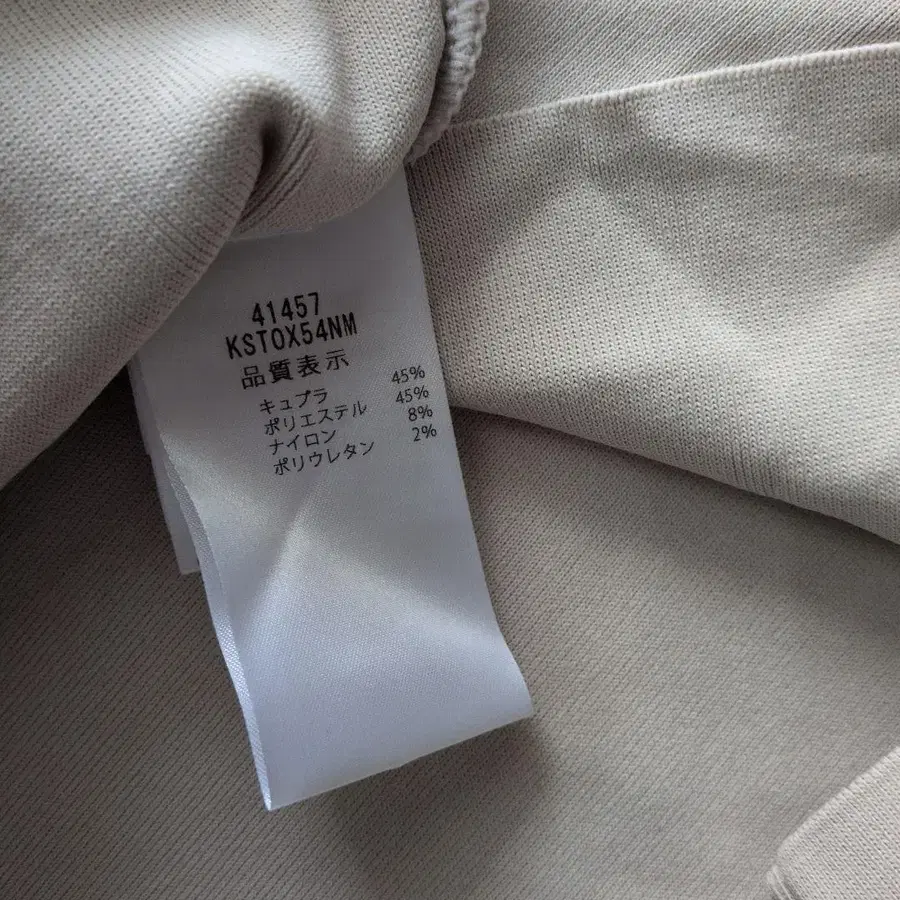 41457
KSTOX54NM
品質表示
キュプラ 45%
ポリエステル 45%
ナイロン 8%
ポリウレタン 2%